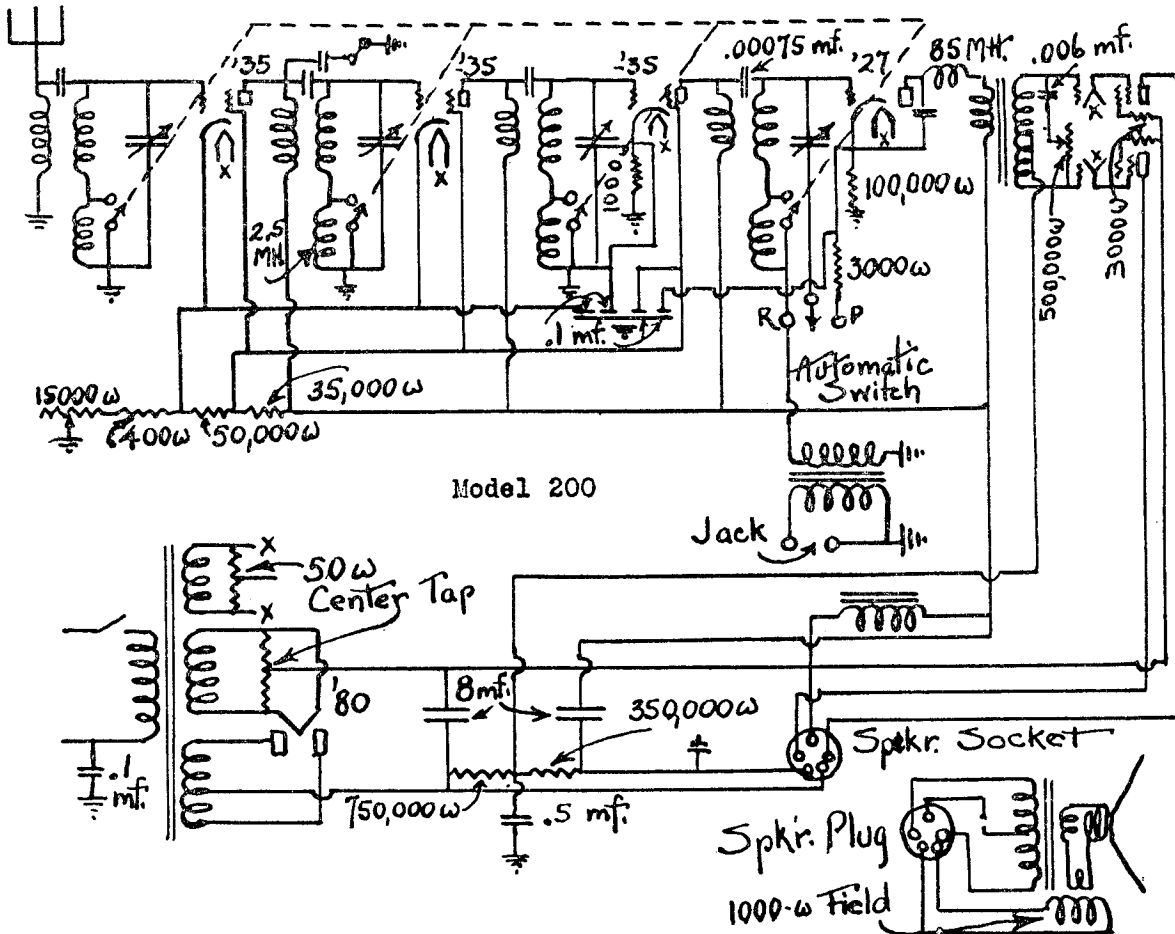 '35
'35
'35
.00075 mf.
'27
85 MH.
.006 mf.
X
X
X
X
X
X
1000
100,000 ω
2.5
MH.
3000 ω
500,000 ω
3000 ω
.1 mf.
R
P
Automatic
Switch
15000 ω
6400 ω
50,000 ω
35,000 ω
Model 200
Jack
X
50 ω
Center Tap
X
'80
8 mf.
350,000 ω
Spkr. Socket
.1
mf.
750,000 ω
.5 mf.
Spkr. Plug
1000-ω Field